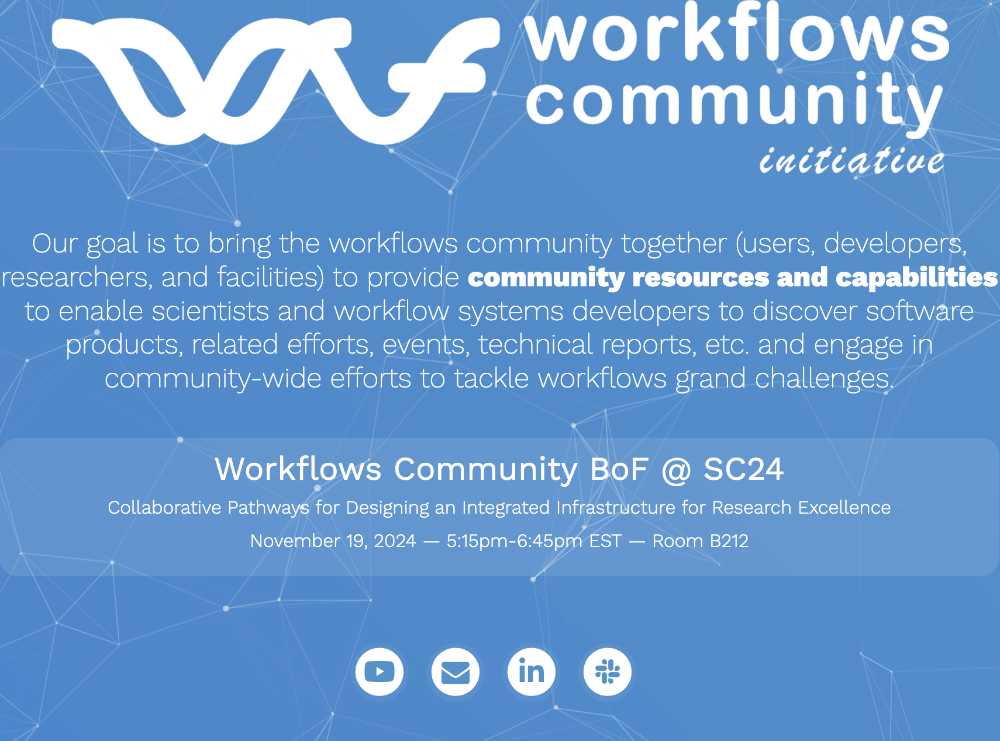 waf
workflows
community
initiative
Our goal is to bring the workflows community together (users, developers,
researchers, and facilities) to provide community resources and capabilities
to enable scientists and workflow systems developers to discover software
products, related efforts, events, technical reports, etc. and engage in
community-wide efforts to tackle workflows grand challenges.
Workflows Community BoF @ SC24
Collaborative Pathways for Designing an Integrated Infrastructure for Research Excellence
November 19, 2024 — 5:15pm-6:45pm EST — Room B212
in